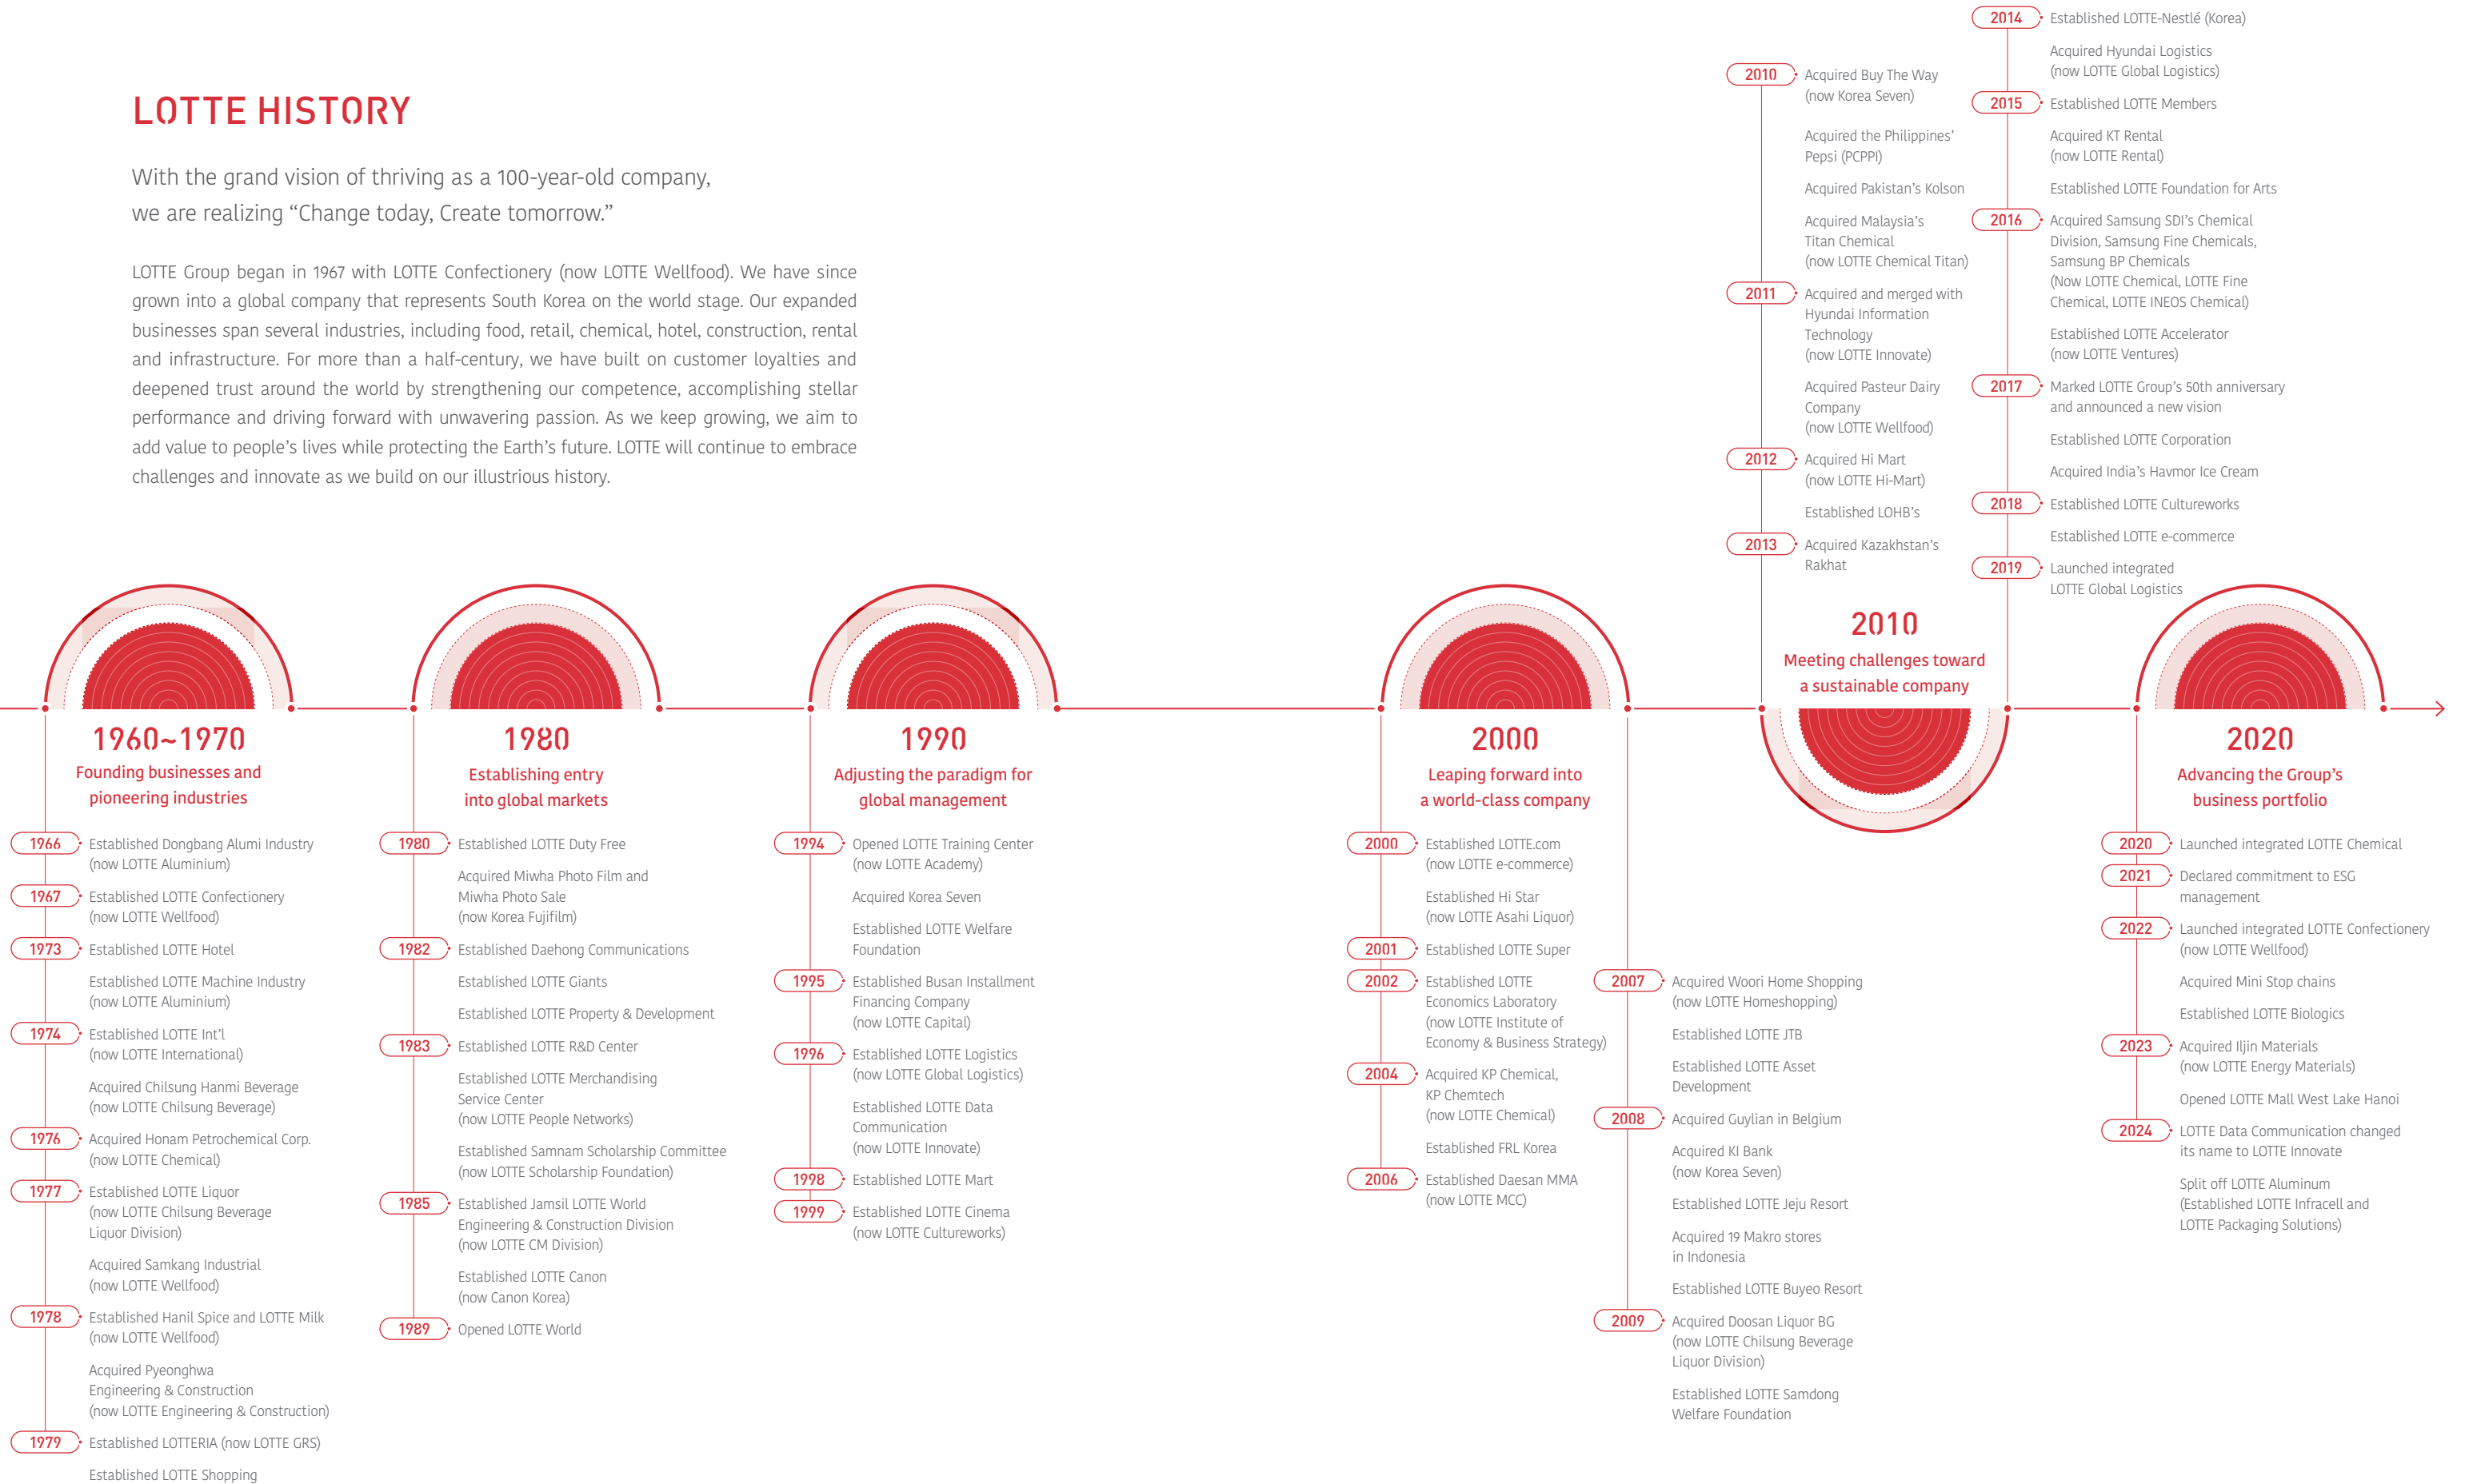 LOTTE HISTORY
With the grand vision of thriving as a 100-year-old company,
we are realizing “Change today, Create tomorrow.”
LOTTE Group began in 1967 with LOTTE Confectionery (now LOTTE Wellfood). We have since
grown into a global company that represents South Korea on the world stage. Our expanded
businesses span several industries, including food, retail, chemical, hotel, construction, rental
and infrastructure. For more than a half-century, we have built on customer loyalties and
deepened trust around the world by strengthening our competence, accomplishing stellar
performance and driving forward with unwavering passion. As we keep growing, we aim to
add value to people’s lives while protecting the Earth’s future. LOTTE will continue to embrace
challenges and innovate as we build on our illustrious history.
1960~1970
Founding businesses and
pioneering industries
1966
Established Dongbang Alumi Industry
(now LOTTE Aluminium)
1967
Established LOTTE Confectionery
(now LOTTE Wellfood)
1973
Established LOTTE Hotel
Established LOTTE Machine Industry
(now LOTTE Aluminium)
1974
Established LOTTE Int’l
(now LOTTE International)
Acquired Chilsung Hanmi Beverage
(now LOTTE Chilsung Beverage)
1976
Acquired Honam Petrochemical Corp.
(now LOTTE Chemical)
1977
Established LOTTE Liquor
(now LOTTE Chilsung Beverage
Liquor Division)
Acquired Samkang Industrial
(now LOTTE Wellfood)
1978
Established Hanil Spice and LOTTE Milk
(now LOTTE Wellfood)
Acquired Pyeonghwa
Engineering & Construction
(now LOTTE Engineering & Construction)
1979
Established LOTTERIA (now LOTTE GRS)
Established LOTTE Shopping
1980
Establishing entry
into global markets
1980
Established LOTTE Duty Free
Acquired Miwha Photo Film and
Miwha Photo Sale
(now Korea Fujifilm)
1982
Established Daehong Communications
Established LOTTE Giants
Established LOTTE Property & Development
1983
Established LOTTE R&D Center
Established LOTTE Merchandising
Service Center
(now LOTTE People Networks)
Established Samnam Scholarship Committee
(now LOTTE Scholarship Foundation)
1985
Established Jamsil LOTTE World
Engineering & Construction Division
(now LOTTE CM Division)
Established LOTTE Canon
(now Canon Korea)
1989
Opened LOTTE World
1990
Adjusting the paradigm for
global management
1994
Opened LOTTE Training Center
(now LOTTE Academy)
Acquired Korea Seven
Established LOTTE Welfare
Foundation
1995
Established Busan Installment
Financing Company
(now LOTTE Capital)
1996
Established LOTTE Logistics
(now LOTTE Global Logistics)
Established LOTTE Data
Communication
(now LOTTE Innovate)
1998
Established LOTTE Mart
1999
Established LOTTE Cinema
(now LOTTE Cultureworks)
2000
Leaping forward into
a world-class company
2000
Established LOTTE.com
(now LOTTE e-commerce)
Established Hi Star
(now LOTTE Asahi Liquor)
2001
Established LOTTE Super
2002
Established LOTTE
Economics Laboratory
(now LOTTE Institute of
Economy & Business Strategy)
2004
Acquired KP Chemical,
KP Chemtech
(now LOTTE Chemical)
Established FRL Korea
2006
Established Daesan MMA
(now LOTTE MCC)
2007
Acquired Woori Home Shopping
(now LOTTE Homeshopping)
Established LOTTE JTB
Established LOTTE Asset
Development
2008
Acquired Guylian in Belgium
Acquired KI Bank
(now Korea Seven)
Established LOTTE Jeju Resort
Acquired 19 Makro stores
in Indonesia
Established LOTTE Buyeo Resort
2009
Acquired Doosan Liquor BG
(now LOTTE Chilsung Beverage
Liquor Division)
Established LOTTE Samdong
Welfare Foundation
2010
Meeting challenges toward
a sustainable company
2010
Acquired Buy The Way
(now Korea Seven)
Acquired the Philippines’
Pepsi (PCPPI)
Acquired Pakistan’s Kolson
Acquired Malaysia’s
Titan Chemical
(now LOTTE Chemical Titan)
2011
Acquired and merged with
Hyundai Information
Technology
(now LOTTE Innovate)
Acquired Pasteur Dairy
Company
(now LOTTE Wellfood)
2012
Acquired Hi Mart
(now LOTTE Hi-Mart)
Established LOHB’s
2013
Acquired Kazakhstan’s
Rakhat
2014
Established LOTTE-Nestlé (Korea)
Acquired Hyundai Logistics
(now LOTTE Global Logistics)
2015
Established LOTTE Members
Acquired KT Rental
(now LOTTE Rental)
Established LOTTE Foundation for Arts
2016
Acquired Samsung SDI’s Chemical
Division, Samsung Fine Chemicals,
Samsung BP Chemicals
(Now LOTTE Chemical, LOTTE Fine
Chemical, LOTTE INEOS Chemical)
Established LOTTE Accelerator
(now LOTTE Ventures)
2017
Marked LOTTE Group’s 50th anniversary
and announced a new vision
Established LOTTE Corporation
Acquired India’s Havmor Ice Cream
2018
Established LOTTE Cultureworks
Established LOTTE e-commerce
2019
Launched integrated
LOTTE Global Logistics
2020
Advancing the Group’s
business portfolio
2020
Launched integrated LOTTE Chemical
2021
Declared commitment to ESG
management
2022
Launched integrated LOTTE Confectionery
(now LOTTE Wellfood)
Acquired Mini Stop chains
Established LOTTE Biologics
2023
Acquired Iljin Materials
(now LOTTE Energy Materials)
Opened LOTTE Mall West Lake Hanoi
2024
LOTTE Data Communication changed
its name to LOTTE Innovate
Split off LOTTE Aluminum
(Established LOTTE Infracell and
LOTTE Packaging Solutions)